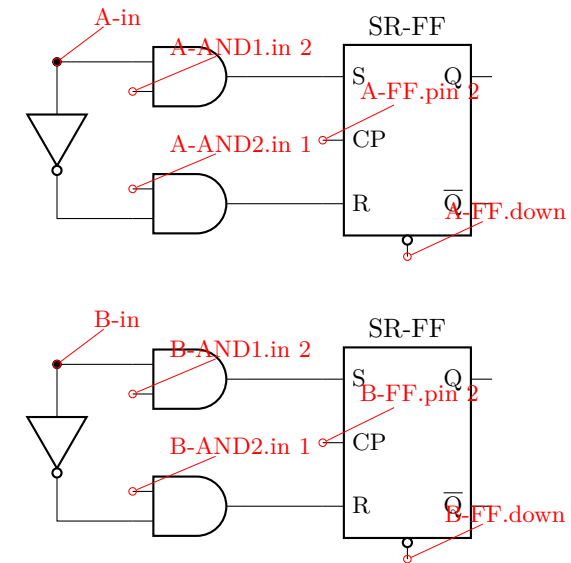 A-in
SR-FF
A-AND1.in 2
S
Q
A-FF.pin 2
CP
A-AND2.in 1
R
Q̅
A-FF.down
B-in
SR-FF
B-AND1.in 2
S
Q
B-FF.pin 2
CP
B-AND2.in 1
R
Q̅
B-FF.down